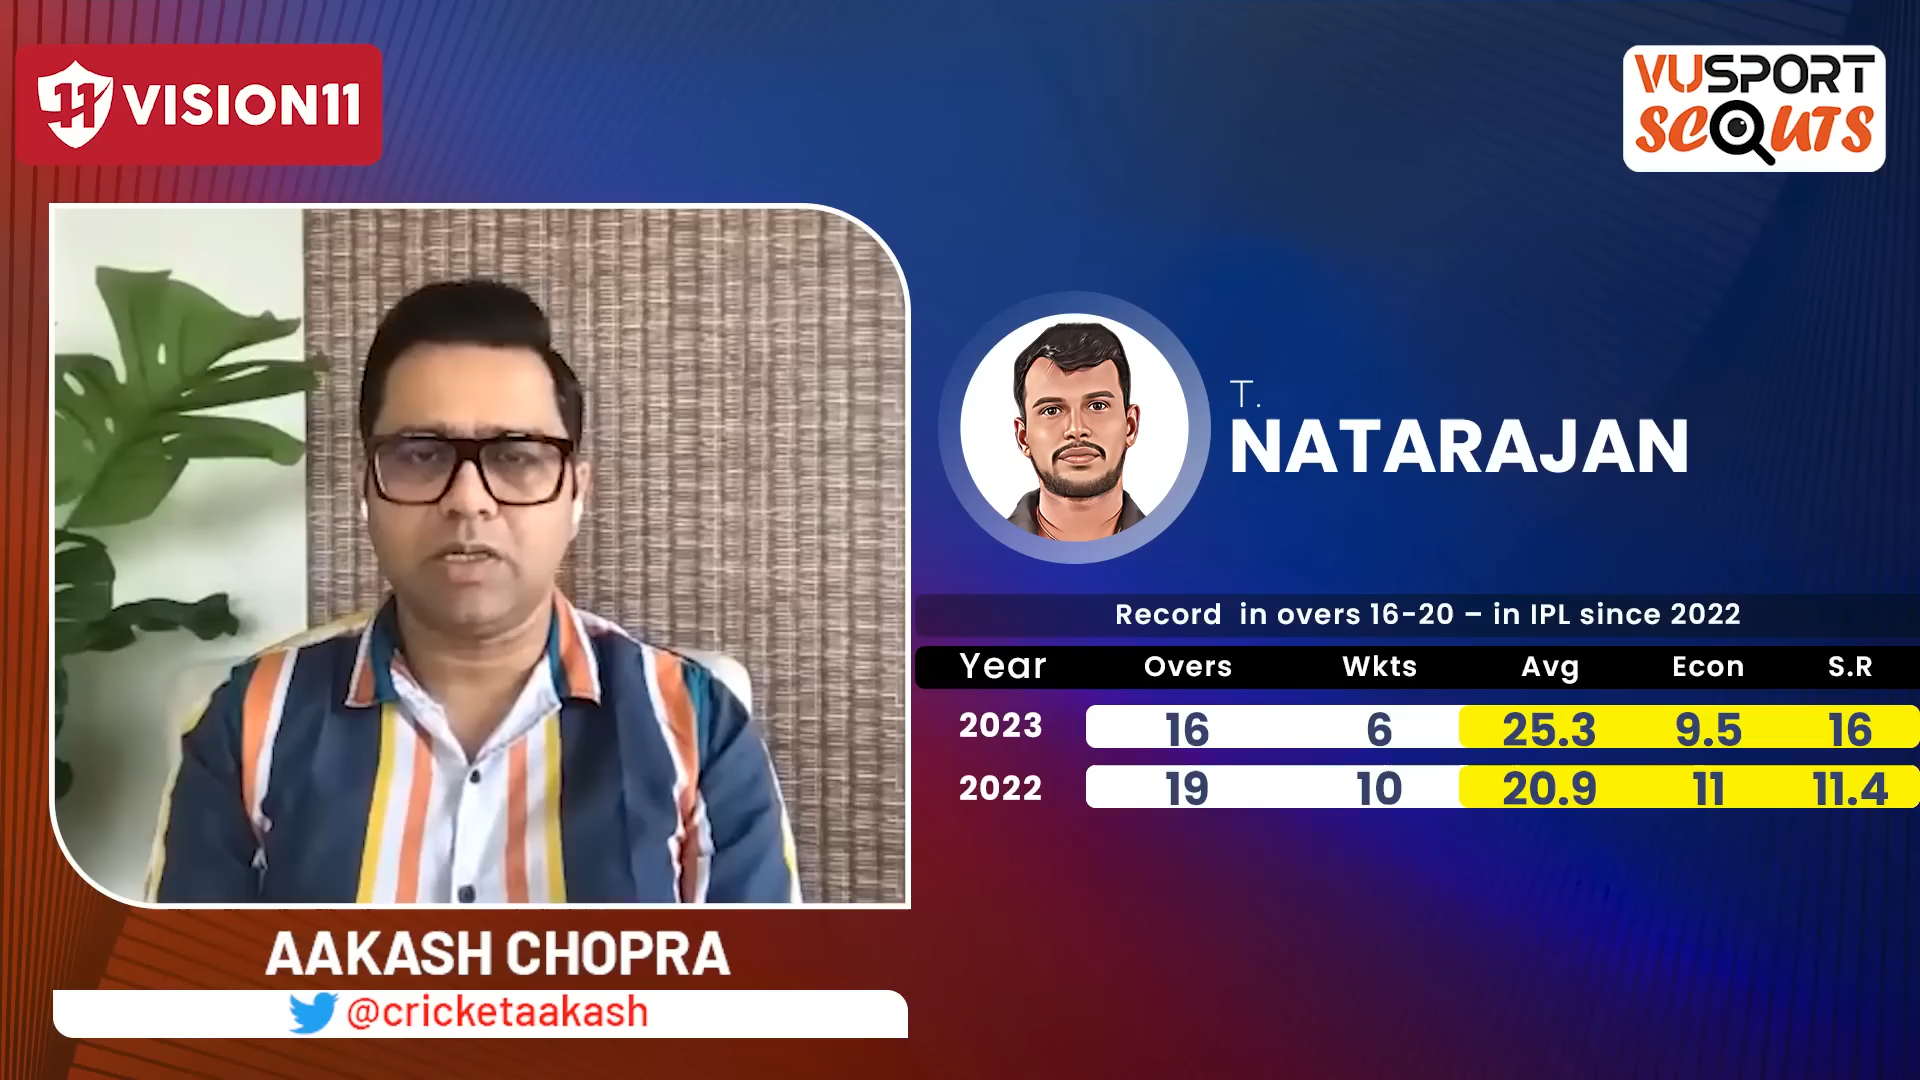 VISION11
VUSPORT
SCOUTS
T.
NATARAJAN
Record in overs 16-20 – in IPL since 2022
Year Overs Wkts Avg Econ S.R
2023 16 6 25.3 9.5 16
2022 19 10 20.9 11 11.4
AAKASH CHOPRA
@cricketaakash